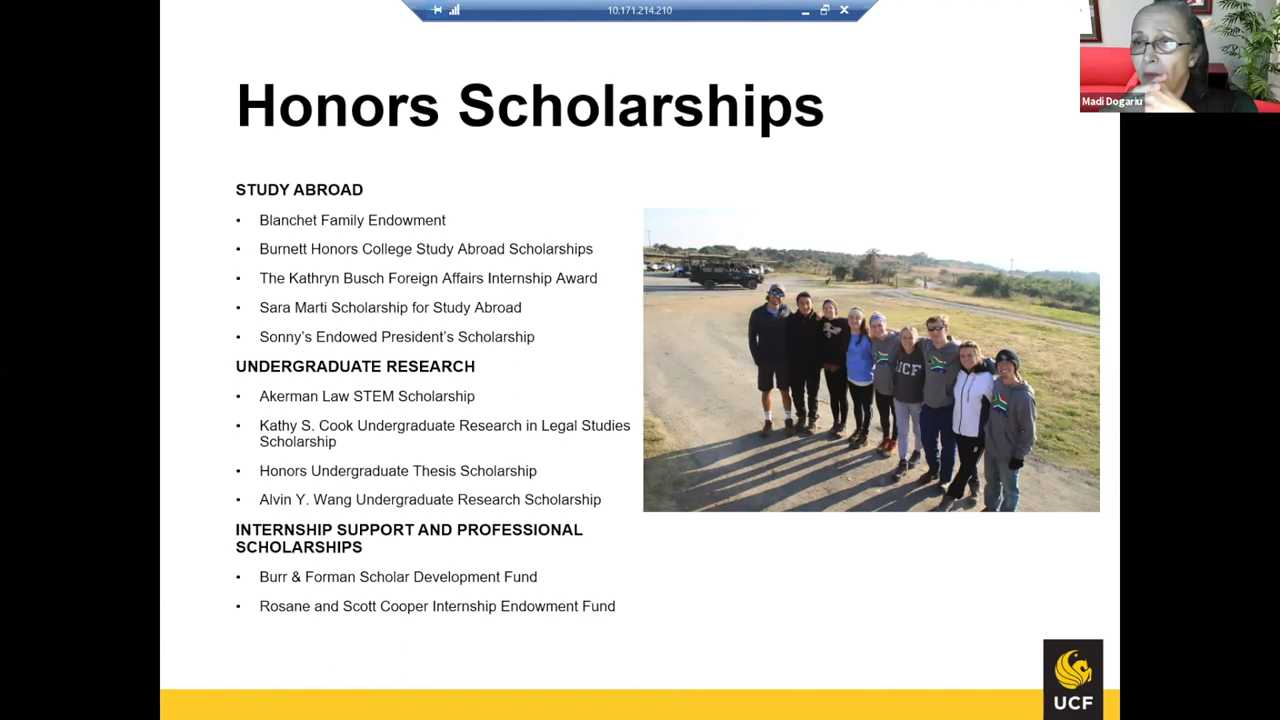 10.171.214.210
Madi Dogariu
Honors Scholarships
STUDY ABROAD
• Blanchet Family Endowment
• Burnett Honors College Study Abroad Scholarships
• The Kathryn Busch Foreign Affairs Internship Award
• Sara Marti Scholarship for Study Abroad
• Sonny's Endowed President's Scholarship
UNDERGRADUATE RESEARCH
• Akerman Law STEM Scholarship
• Kathy S. Cook Undergraduate Research in Legal Studies
Scholarship
• Honors Undergraduate Thesis Scholarship
• Alvin Y. Wang Undergraduate Research Scholarship
INTERNSHIP SUPPORT AND PROFESSIONAL
SCHOLARSHIPS
• Burr & Forman Scholar Development Fund
• Rosane and Scott Cooper Internship Endowment Fund
UCF
UCF